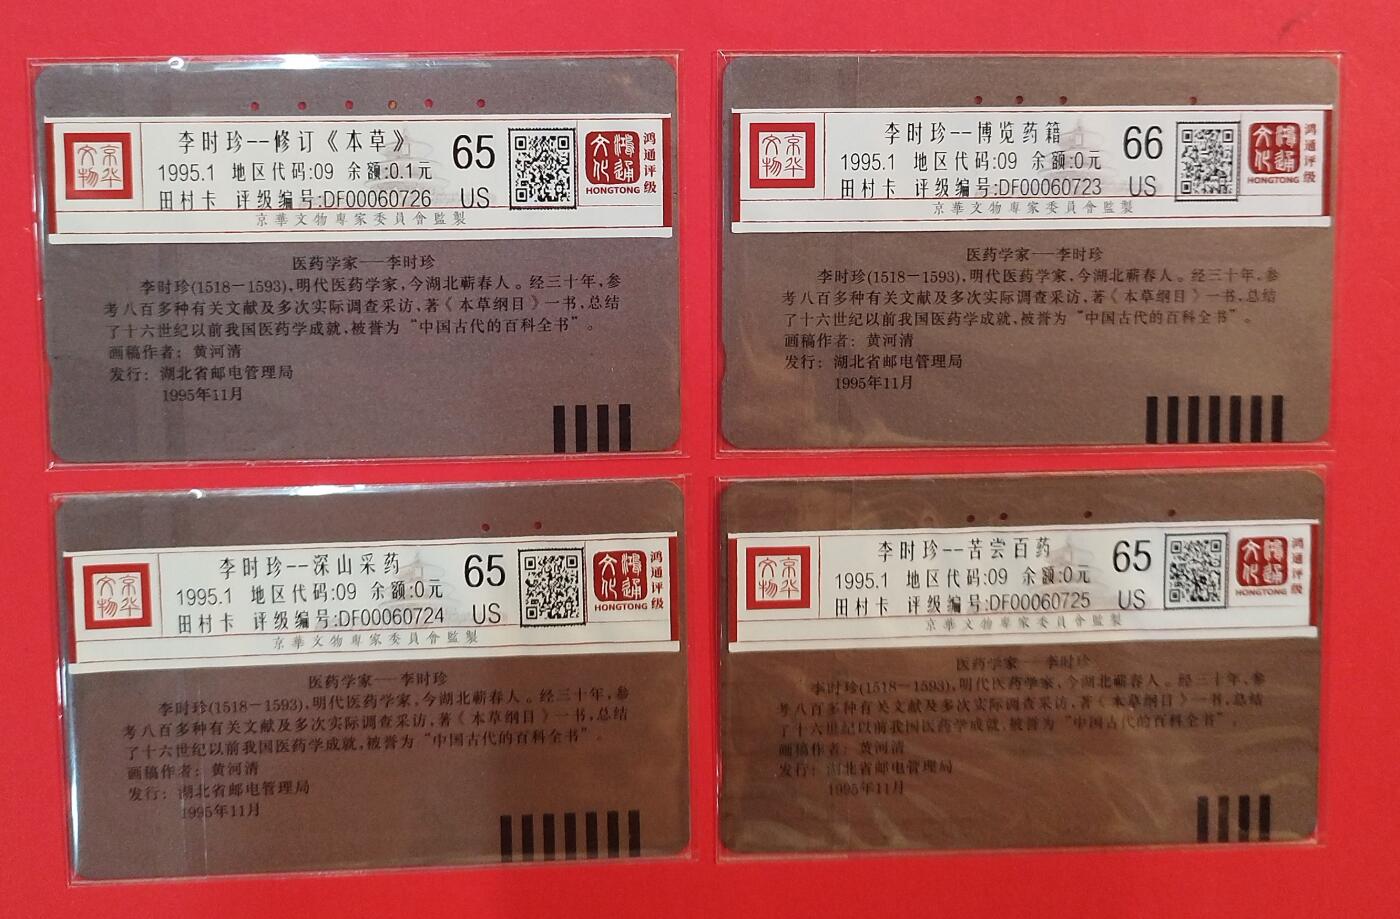 京华文物
李时珍--修订《本草》
1995.1 地区代码:09 余额:0.1元
田村卡 评级编号:DF00060726
65
US
鸿通文化
HONGTONG
鸿通评级
京華文物專家委員會監製
医药学家──李时珍
李时珍(1518－1593),明代医药学家,今湖北蕲春人。经三十年,参
考八百多种有关文献及多次实际调查采访,著《本草纲目》一书,总结
了十六世纪以前我国医药学成就,被誉为“中国古代的百科全书”。
画稿作者：黄河清
发行：湖北省邮电管理局
1995年11月
京华文物
李时珍--博览药籍
1995.1 地区代码:09 余额:0元
田村卡 评级编号:DF00060723
66
US
鸿通文化
HONGTONG
鸿通评级
京華文物專家委員會監製
医药学家──李时珍
李时珍(1518－1593),明代医药学家,今湖北蕲春人。经三十年,参
考八百多种有关文献及多次实际调查采访,著《本草纲目》一书,总结
了十六世纪以前我国医药学成就,被誉为“中国古代的百科全书”。
画稿作者：黄河清
发行：湖北省邮电管理局
1995年11月
京华文物
李时珍--深山采药
1995.1 地区代码:09 余额:0元
田村卡 评级编号:DF00060724
65
US
鸿通文化
HONGTONG
鸿通评级
京華文物專家委員會監製
医药学家──李时珍
李时珍(1518－1593),明代医药学家,今湖北蕲春人。经三十年,参
考八百多种有关文献及多次实际调查采访,著《本草纲目》一书,总结
了十六世纪以前我国医药学成就,被誉为“中国古代的百科全书”。
画稿作者：黄河清
发行：湖北省邮电管理局
1995年11月
京华文物
李时珍--苦尝百药
1995.1 地区代码:09 余额:0元
田村卡 评级编号:DF00060725
65
US
鸿通文化
HONGTONG
鸿通评级
京華文物專家委員會監製
医药学家──李时珍
李时珍(1518－1593),明代医药学家,今湖北蕲春人。经三十年,参
考八百多种有关文献及多次实际调查采访,著《本草纲目》一书,总结
了十六世纪以前我国医药学成就,被誉为“中国古代的百科全书”。
画稿作者：黄河清
发行：湖北省邮电管理局
1995年11月